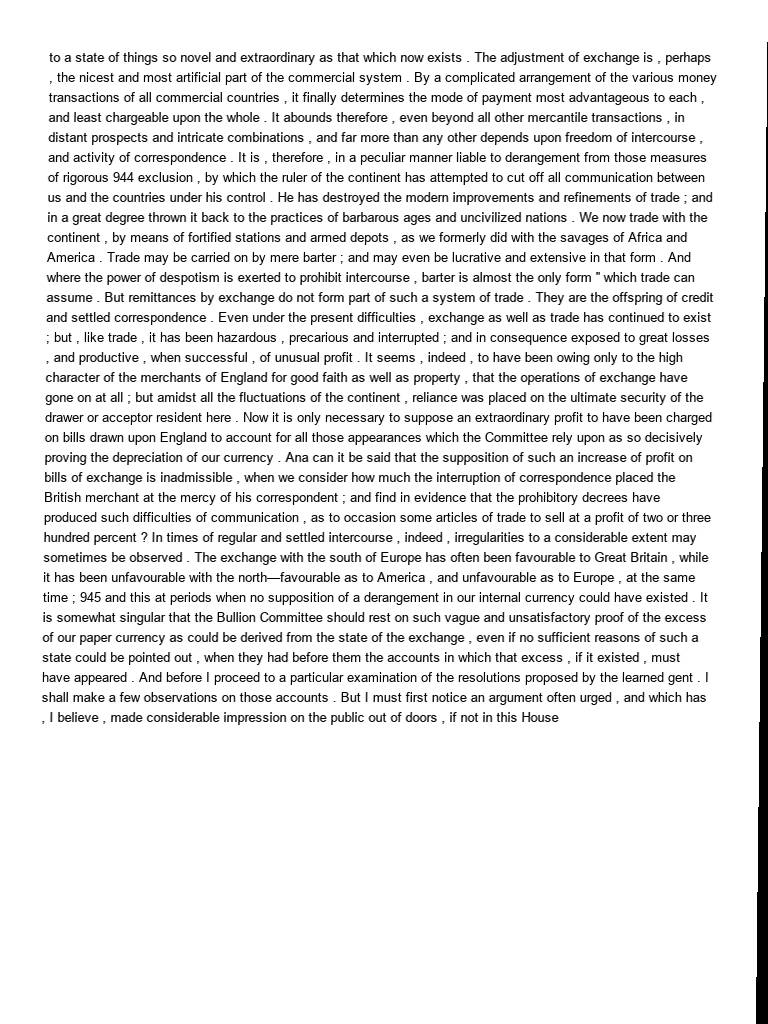 to a state of things so novel and extraordinary as that which now exists . The adjustment of exchange is , perhaps
, the nicest and most artificial part of the commercial system . By a complicated arrangement of the various money
transactions of all commercial countries , it finally determines the mode of payment most advantageous to each ,
and least chargeable upon the whole . It abounds therefore , even beyond all other mercantile transactions , in
distant prospects and intricate combinations , and far more than any other depends upon freedom of intercourse ,
and activity of correspondence . It is , therefore , in a peculiar manner liable to derangement from those measures
of rigorous 944 exclusion , by which the ruler of the continent has attempted to cut off all communication between
us and the countries under his control . He has destroyed the modern improvements and refinements of trade ; and
in a great degree thrown it back to the practices of barbarous ages and uncivilized nations . We now trade with the
continent , by means of fortified stations and armed depots , as we formerly did with the savages of Africa and
America . Trade may be carried on by mere barter ; and may even be lucrative and extensive in that form . And
where the power of despotism is exerted to prohibit intercourse , barter is almost the only form " which trade can
assume . But remittances by exchange do not form part of such a system of trade . They are the offspring of credit
and settled correspondence . Even under the present difficulties , exchange as well as trade has continued to exist
; but , like trade , it has been hazardous , precarious and interrupted ; and in consequence exposed to great losses
, and productive , when successful , of unusual profit . It seems , indeed , to have been owing only to the high
character of the merchants of England for good faith as well as property , that the operations of exchange have
gone on at all ; but amidst all the fluctuations of the continent , reliance was placed on the ultimate security of the
drawer or acceptor resident here . Now it is only necessary to suppose an extraordinary profit to have been charged
on bills drawn upon England to account for all those appearances which the Committee rely upon as so decisively
proving the depreciation of our currency . Ana can it be said that the supposition of such an increase of profit on
bills of exchange is inadmissible , when we consider how much the interruption of correspondence placed the
British merchant at the mercy of his correspondent ; and find in evidence that the prohibitory decrees have
produced such difficulties of communication , as to occasion some articles of trade to sell at a profit of two or three
hundred percent ? In times of regular and settled intercourse , indeed , irregularities to a considerable extent may
sometimes be observed . The exchange with the south of Europe has often been favourable to Great Britain , while
it has been unfavourable with the north—favourable as to America , and unfavourable as to Europe , at the same
time ; 945 and this at periods when no supposition of a derangement in our internal currency could have existed . It
is somewhat singular that the Bullion Committee should rest on such vague and unsatisfactory proof of the excess
of our paper currency as could be derived from the state of the exchange , even if no sufficient reasons of such a
state could be pointed out , when they had before them the accounts in which that excess , if it existed , must
have appeared . And before I proceed to a particular examination of the resolutions proposed by the learned gent . I
shall make a few observations on those accounts . But I must first notice an argument often urged , and which has
, I believe , made considerable impression on the public out of doors , if not in this House